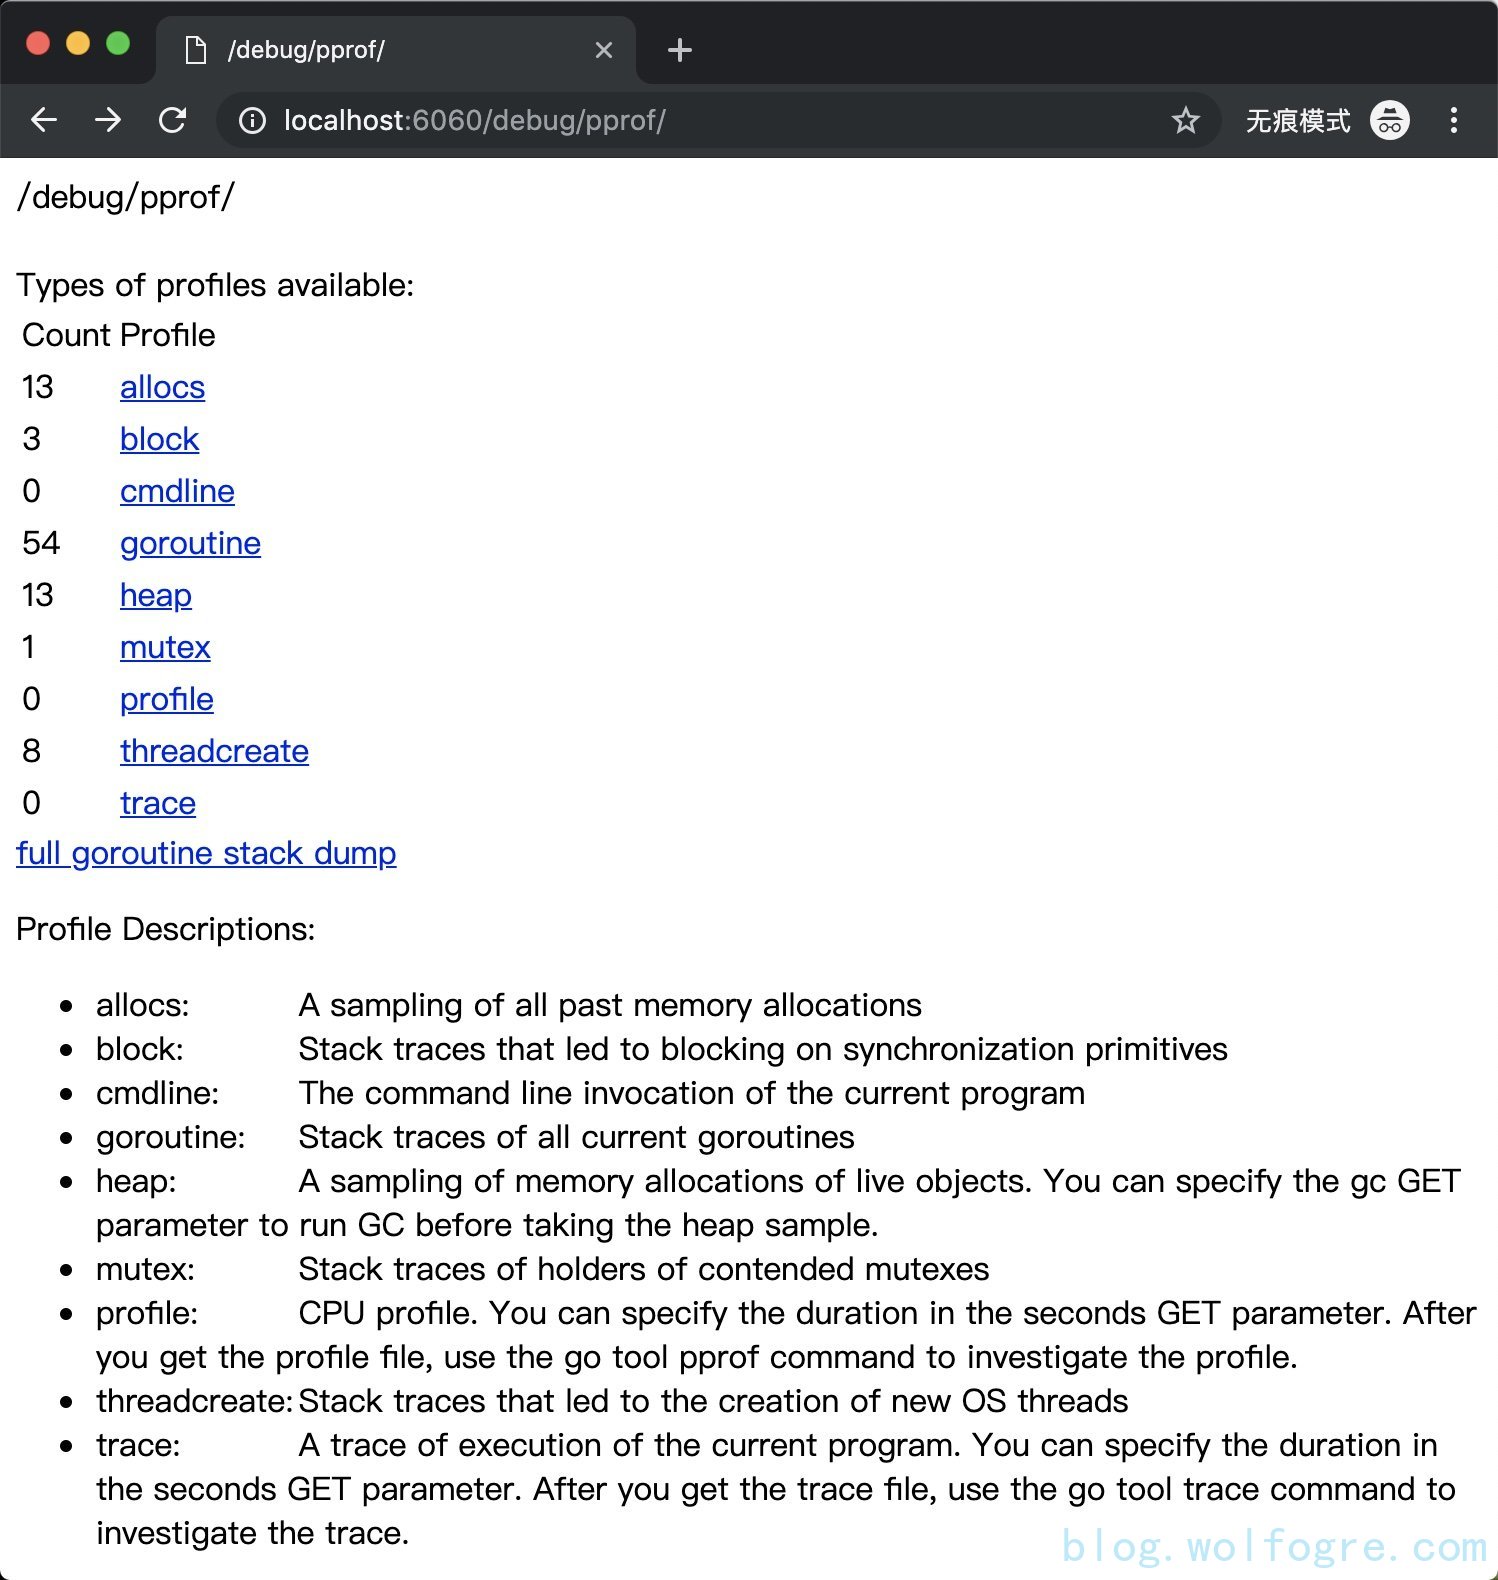 /debug/pprof/
localhost:6060/debug/pprof/ 无痕模式
/debug/pprof/
Types of profiles available:
Count Profile
13 allocs
3 block
0 cmdline
54 goroutine
13 heap
1 mutex
0 profile
8 threadcreate
0 trace
full goroutine stack dump
Profile Descriptions:
• allocs: A sampling of all past memory allocations
• block: Stack traces that led to blocking on synchronization primitives
• cmdline: The command line invocation of the current program
• goroutine: Stack traces of all current goroutines
• heap: A sampling of memory allocations of live objects. You can specify the gc GET
parameter to run GC before taking the heap sample.
• mutex: Stack traces of holders of contended mutexes
• profile: CPU profile. You can specify the duration in the seconds GET parameter. After
you get the profile file, use the go tool pprof command to investigate the profile.
• threadcreate: Stack traces that led to the creation of new OS threads
• trace: A trace of execution of the current program. You can specify the duration in
the seconds GET parameter. After you get the trace file, use the go tool trace command to
investigate the trace.
blog.wolfogre.com